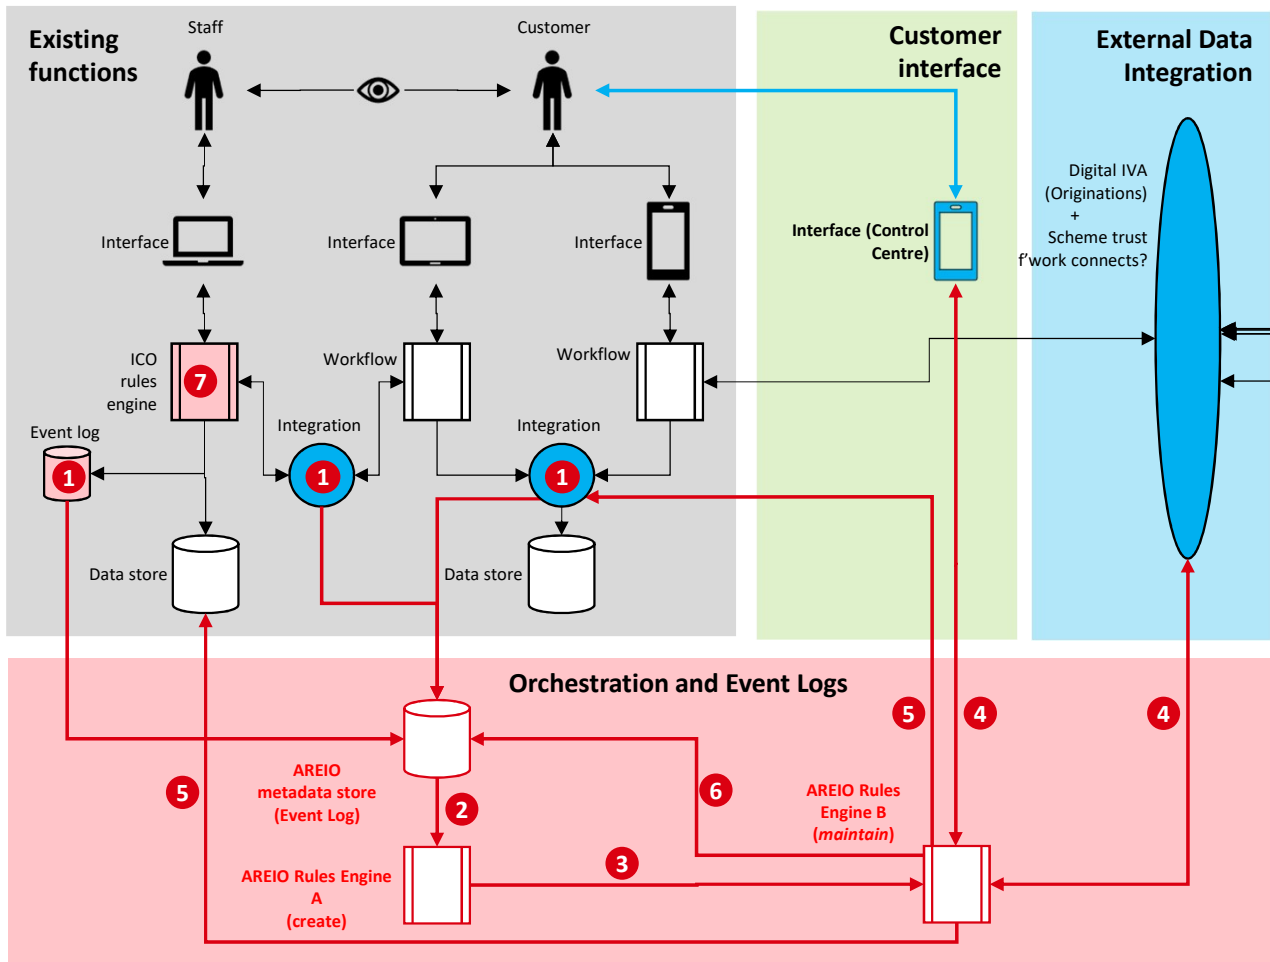 Existing
functions
Staff
Customer
Customer
interface
External Data
Integration
Digital IVA
(Originations)
+
Scheme trust
f'work connects?
Interface
Interface
Interface
Interface (Control
Centre)
ICO
rules
engine
7
Workflow
Workflow
Event log
1
Integration
1
Integration
1
Data store
Data store
Orchestration and Event Logs
5
4
4
AREIO
metadata store
(Event Log)
5
2
6
AREIO Rules
Engine B
(maintain)
3
AREIO Rules Engine
A
(create)